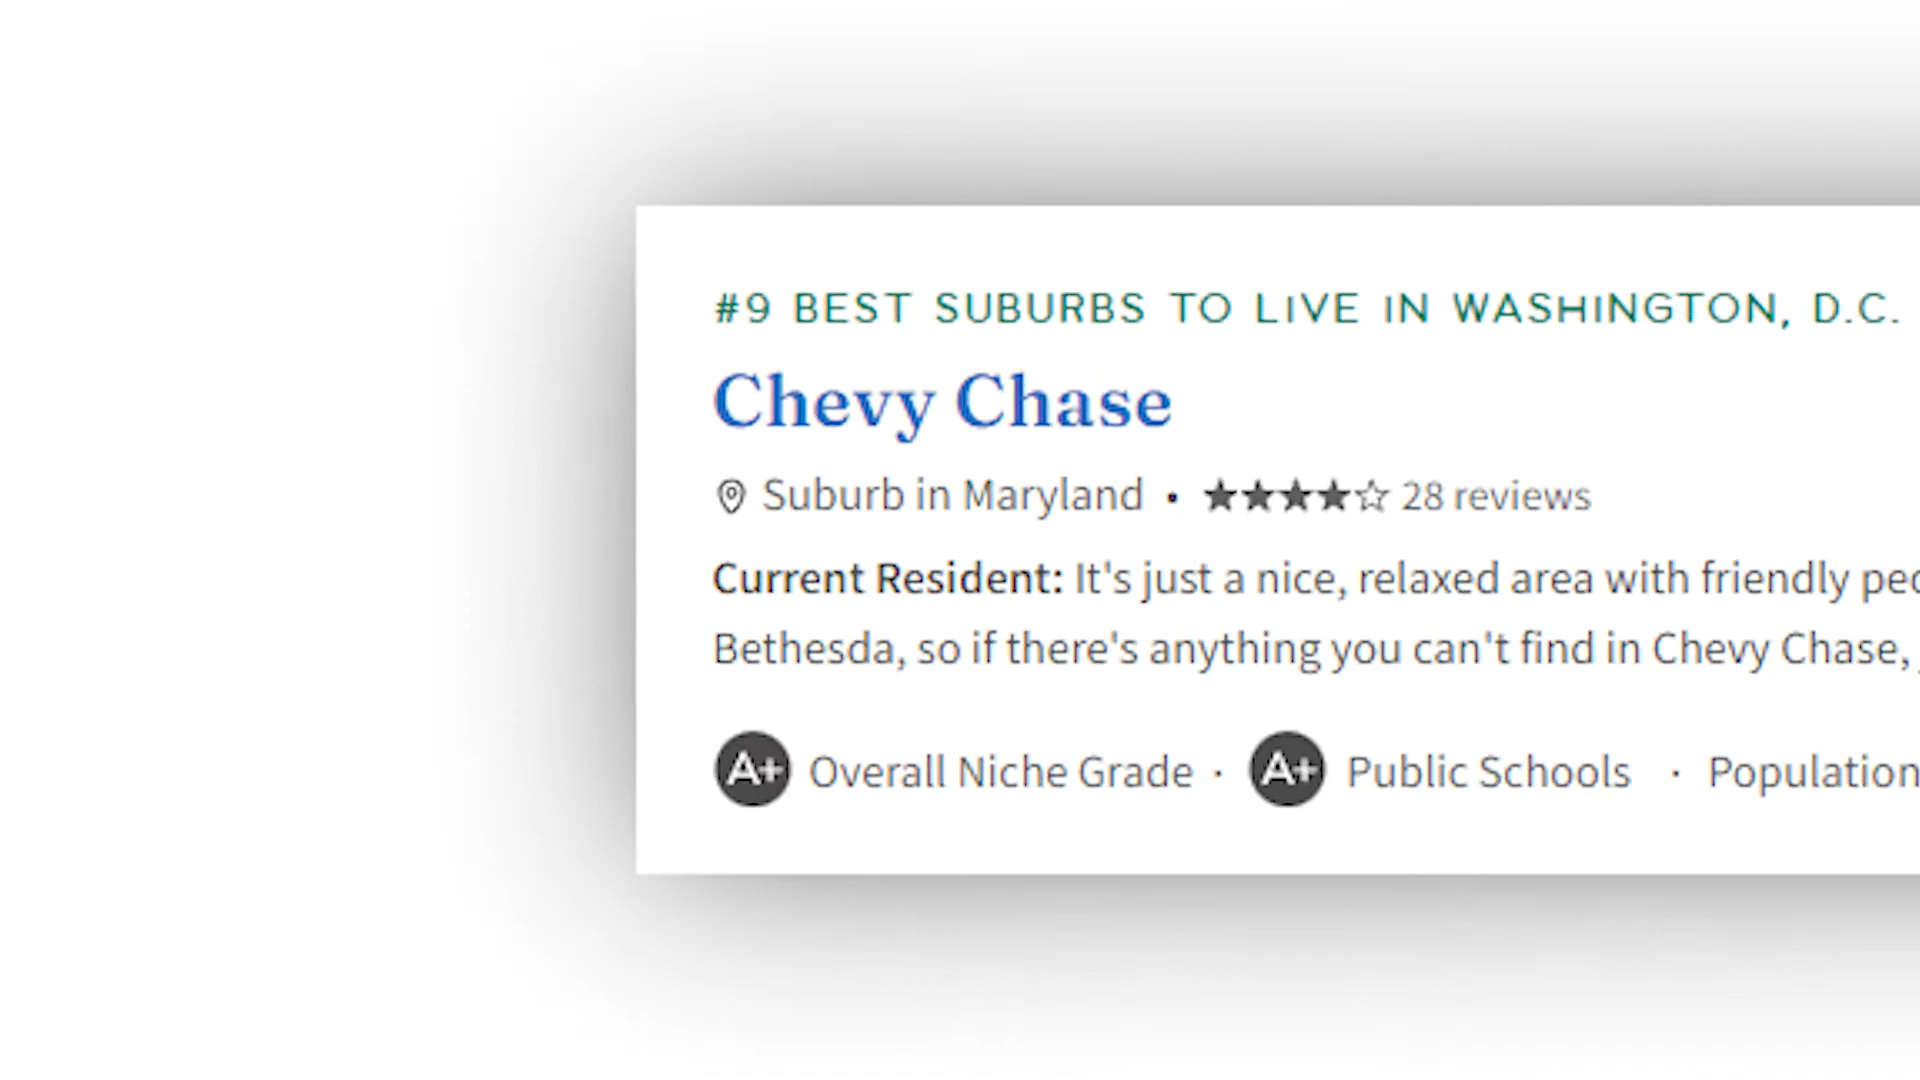 #9 BEST SUBURBS TO LIVE IN WASHINGTON, D.C.
Chevy Chase
Suburb in Maryland • ★★★★☆ 28 reviews
Current Resident: It's just a nice, relaxed area with friendly
Bethesda, so if there's anything you can't find in Chevy Chase,
A+ Overall Niche Grade · A+ Public Schools · Population